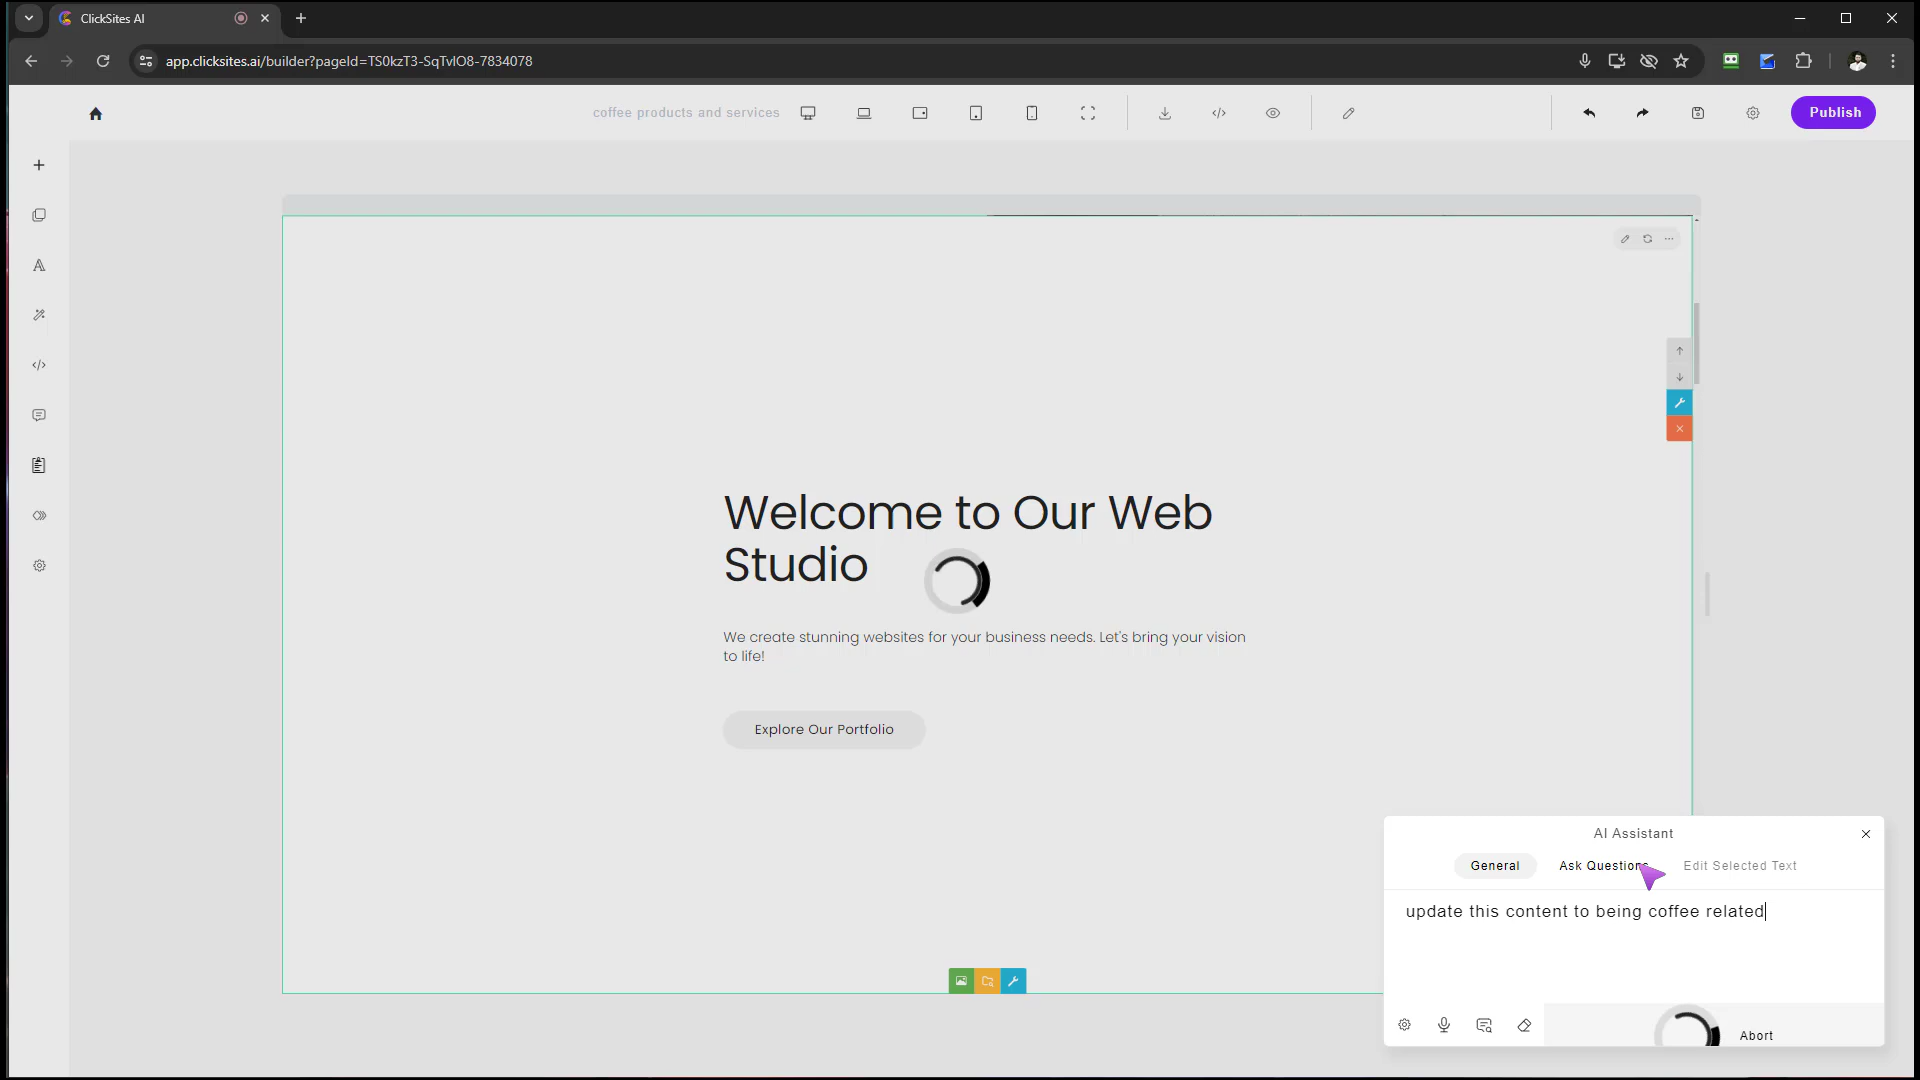 ClickSites AI
app.clicksites.ai/builder?pageId=TS0kzT3-SqTvIO8-7834078
coffee products and services
Publish
Welcome to Our Web
Studio
We create stunning websites for your business needs. Let's bring your vision
to life!
Explore Our Portfolio
AI Assistant
General
Ask Questions
Edit Selected Text
update this content to being coffee related
Abort